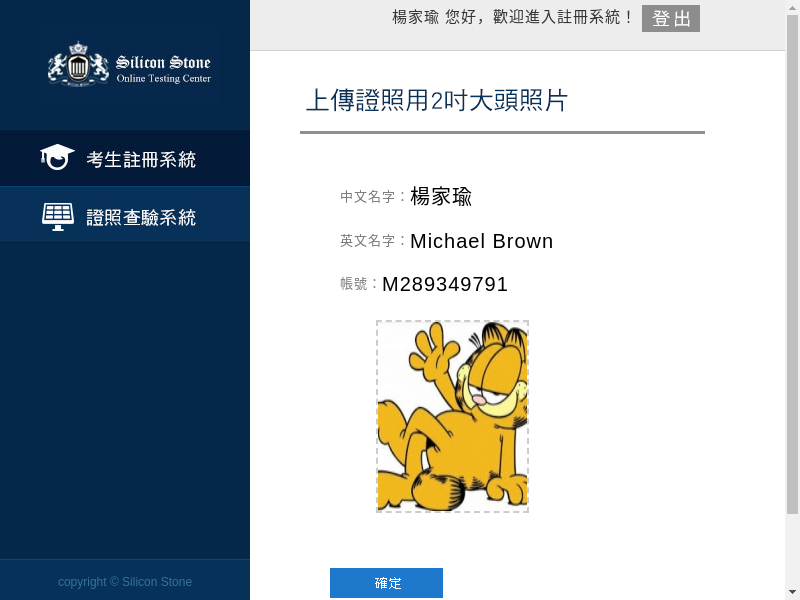 楊家瑜 您好，歡迎進入註冊系統！ 登出
Silicon Stone
Online Testing Center
考生註冊系統
證照查驗系統
上傳證照用2吋大頭照片
中文名字：楊家瑜
英文名字：Michael Brown
帳號：M289349791
確定
copyright © Silicon Stone